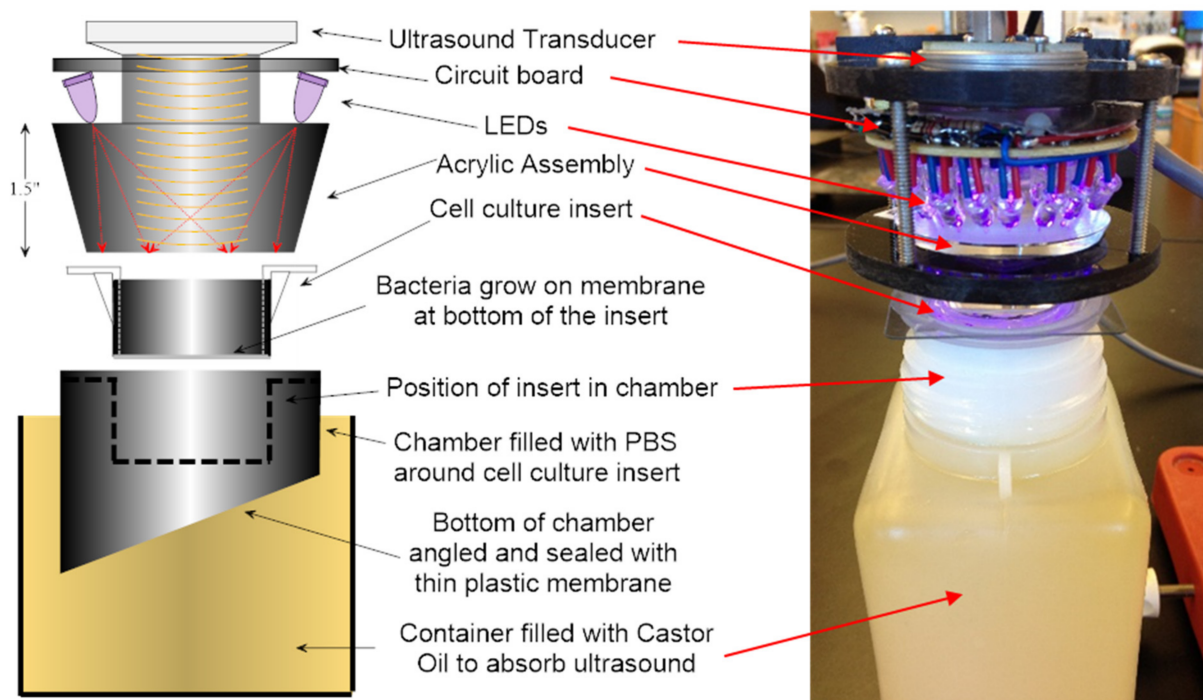 Ultrasound Transducer
Circuit board
LEDs
1.5"
Acrylic Assembly
Cell culture insert
Bacteria grow on membrane
at bottom of the insert
Position of insert in chamber
Chamber filled with PBS
around cell culture insert
Bottom of chamber
angled and sealed with
thin plastic membrane
Container filled with Castor
Oil to absorb ultrasound